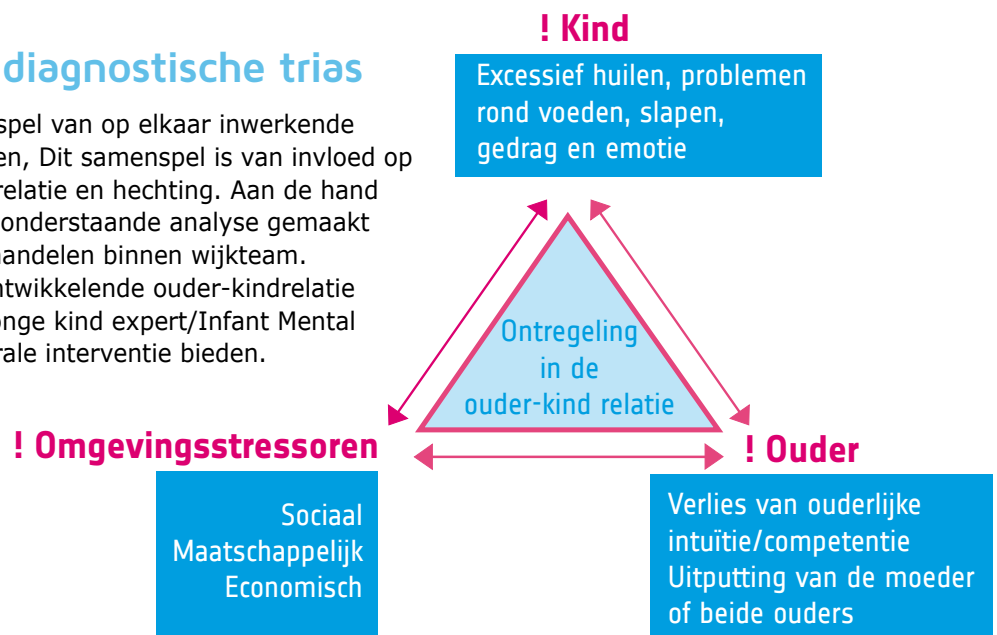 diagnostische trias
spel van op elkaar inwerkende
en, Dit samenspel is van invloed op
relatie en hechting. Aan de hand
onderstaande analyse gemaakt
handelen binnen wijkteam.
ntwikkelende ouder-kindrelatie
onge kind expert/Infant Mental
rale interventie bieden.
! Kind
Excessief huilen, problemen
rond voeden, slapen,
gedrag en emotie
Ontregeling
in de
ouder-kind relatie
! Omgevingsstressoren
Sociaal
Maatschappelijk
Economisch
! Ouder
Verlies van ouderlijke
intuïtie/competentie
Uitputting van de moeder
of beide ouders